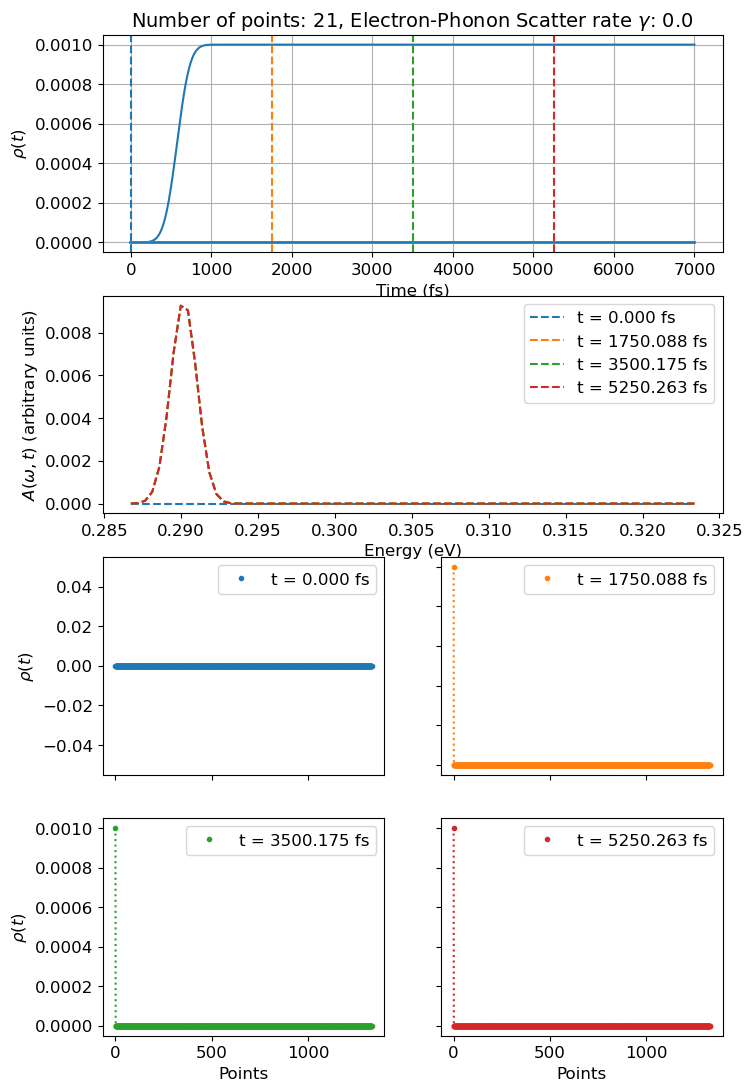 Number of points: 21, Electron-Phonon Scatter rate γ: 0.0
ρ(t)
0.0010
0.0008
0.0006
0.0004
0.0002
0.0000
0 1000 2000 3000 4000 5000 6000 7000
Time (fs)
A(ω, t) (arbitrary units)
0.008
0.006
0.004
0.002
0.000
t = 0.000 fs
t = 1750.088 fs
t = 3500.175 fs
t = 5250.263 fs
0.285 0.290 0.295 0.300 0.305 0.310 0.315 0.320 0.325
Energy (eV)
ρ(t)
0.04
0.02
0.00
−0.02
−0.04
t = 0.000 fs
t = 1750.088 fs
ρ(t)
0.0010
0.0008
0.0006
0.0004
0.0002
0.0000
t = 3500.175 fs
0 500 1000
Points
t = 5250.263 fs
0 500 1000
Points